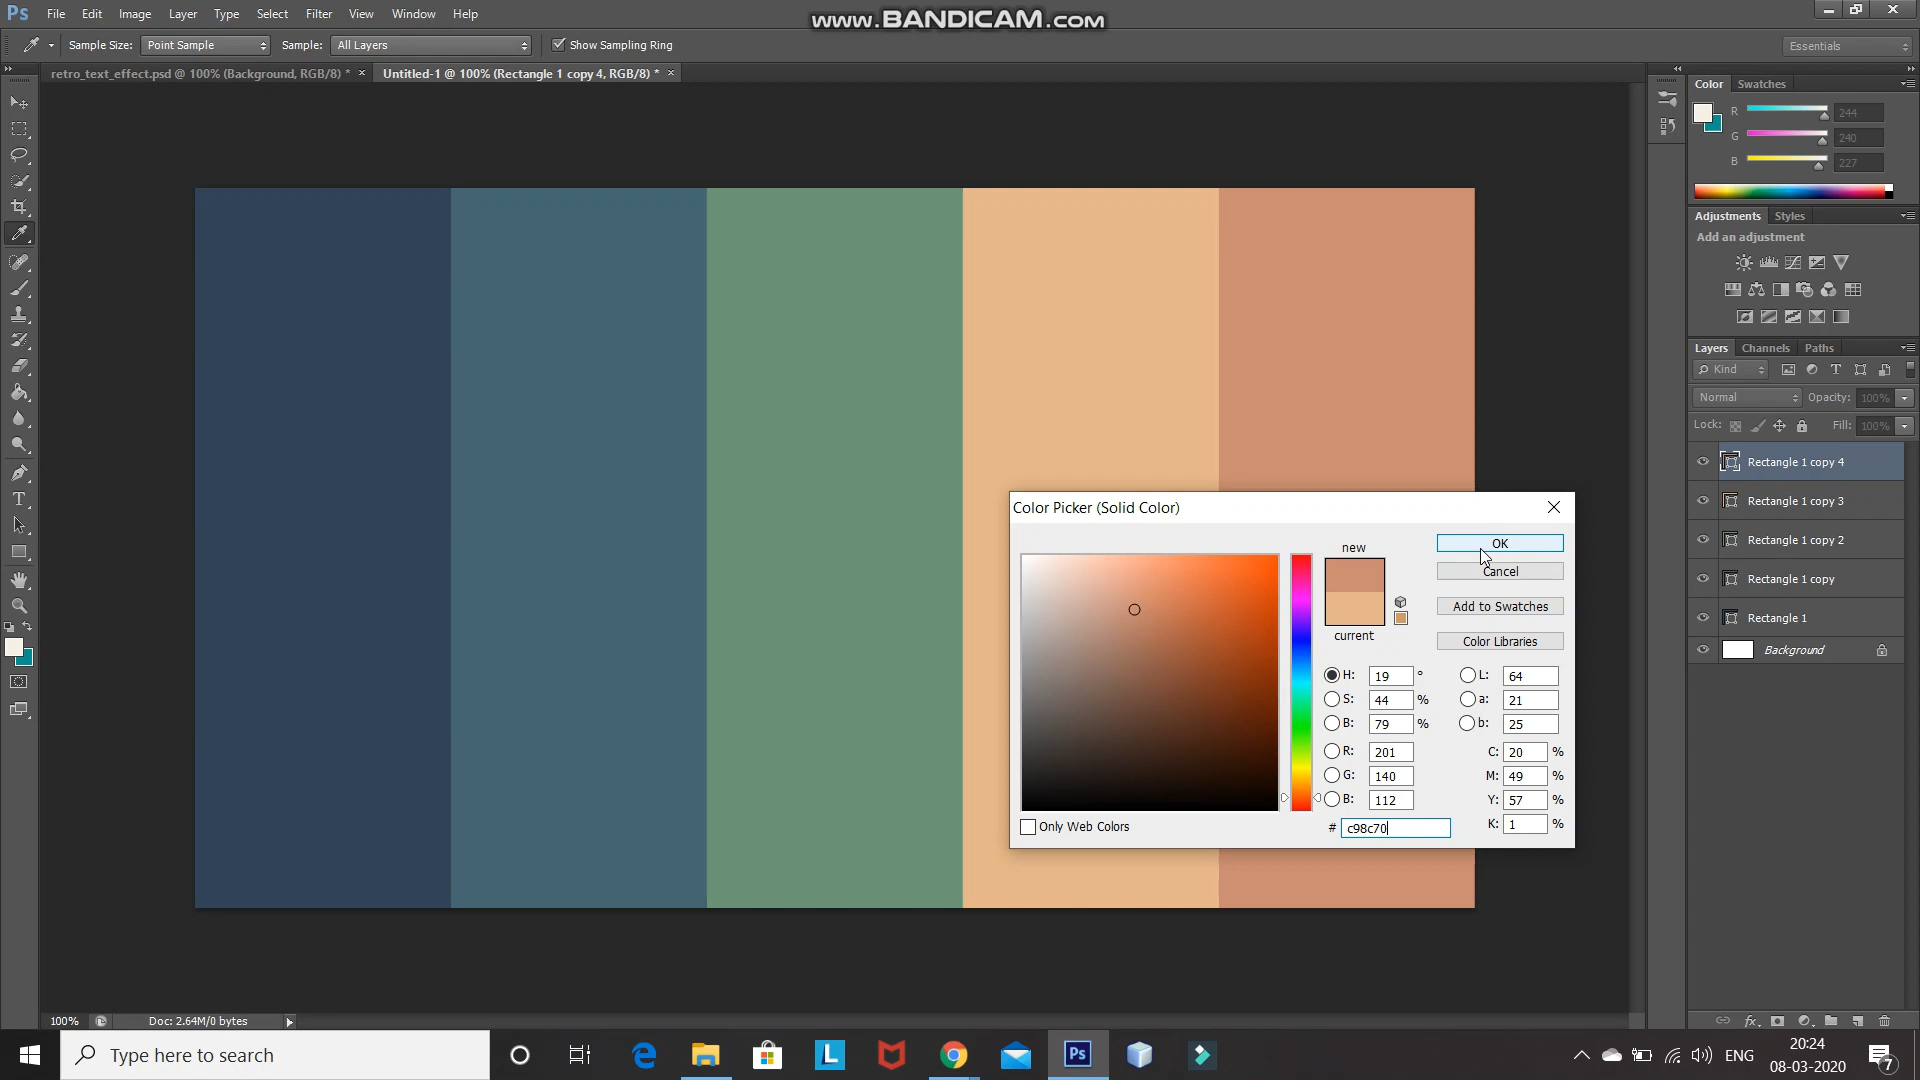 Ps File Edit Image Layer Type Select Filter View Window Help
www.BANDICAM.com
Sample Size: Point Sample Sample: All Layers Show Sampling Ring Essentials
retro_text_effect.psd @ 100% (Background, RGB/8) * × Untitled-1 @ 100% (Rectangle 1 copy 4, RGB/8) * ×
Color Swatches
R 244
G 240
B 227
Adjustments Styles
Add an adjustment
Layers Channels Paths
Kind
Normal Opacity: 100%
Lock: Fill: 100%
Rectangle 1 copy 4
Rectangle 1 copy 3
Rectangle 1 copy 2
Rectangle 1 copy
Rectangle 1
Background
Color Picker (Solid Color)
new
current
OK
Cancel
Add to Swatches
Color Libraries
H: 19 ° L: 64
S: 44 % a: 21
B: 79 % b: 25
R: 201 C: 20 %
G: 140 M: 49 %
B: 112 Y: 57 %
# c98c70 K: 1 %
Only Web Colors
T
fx
100% Doc: 2.64M/0 bytes
Type here to search
L
Ps
ENG
20:24
08-03-2020
7